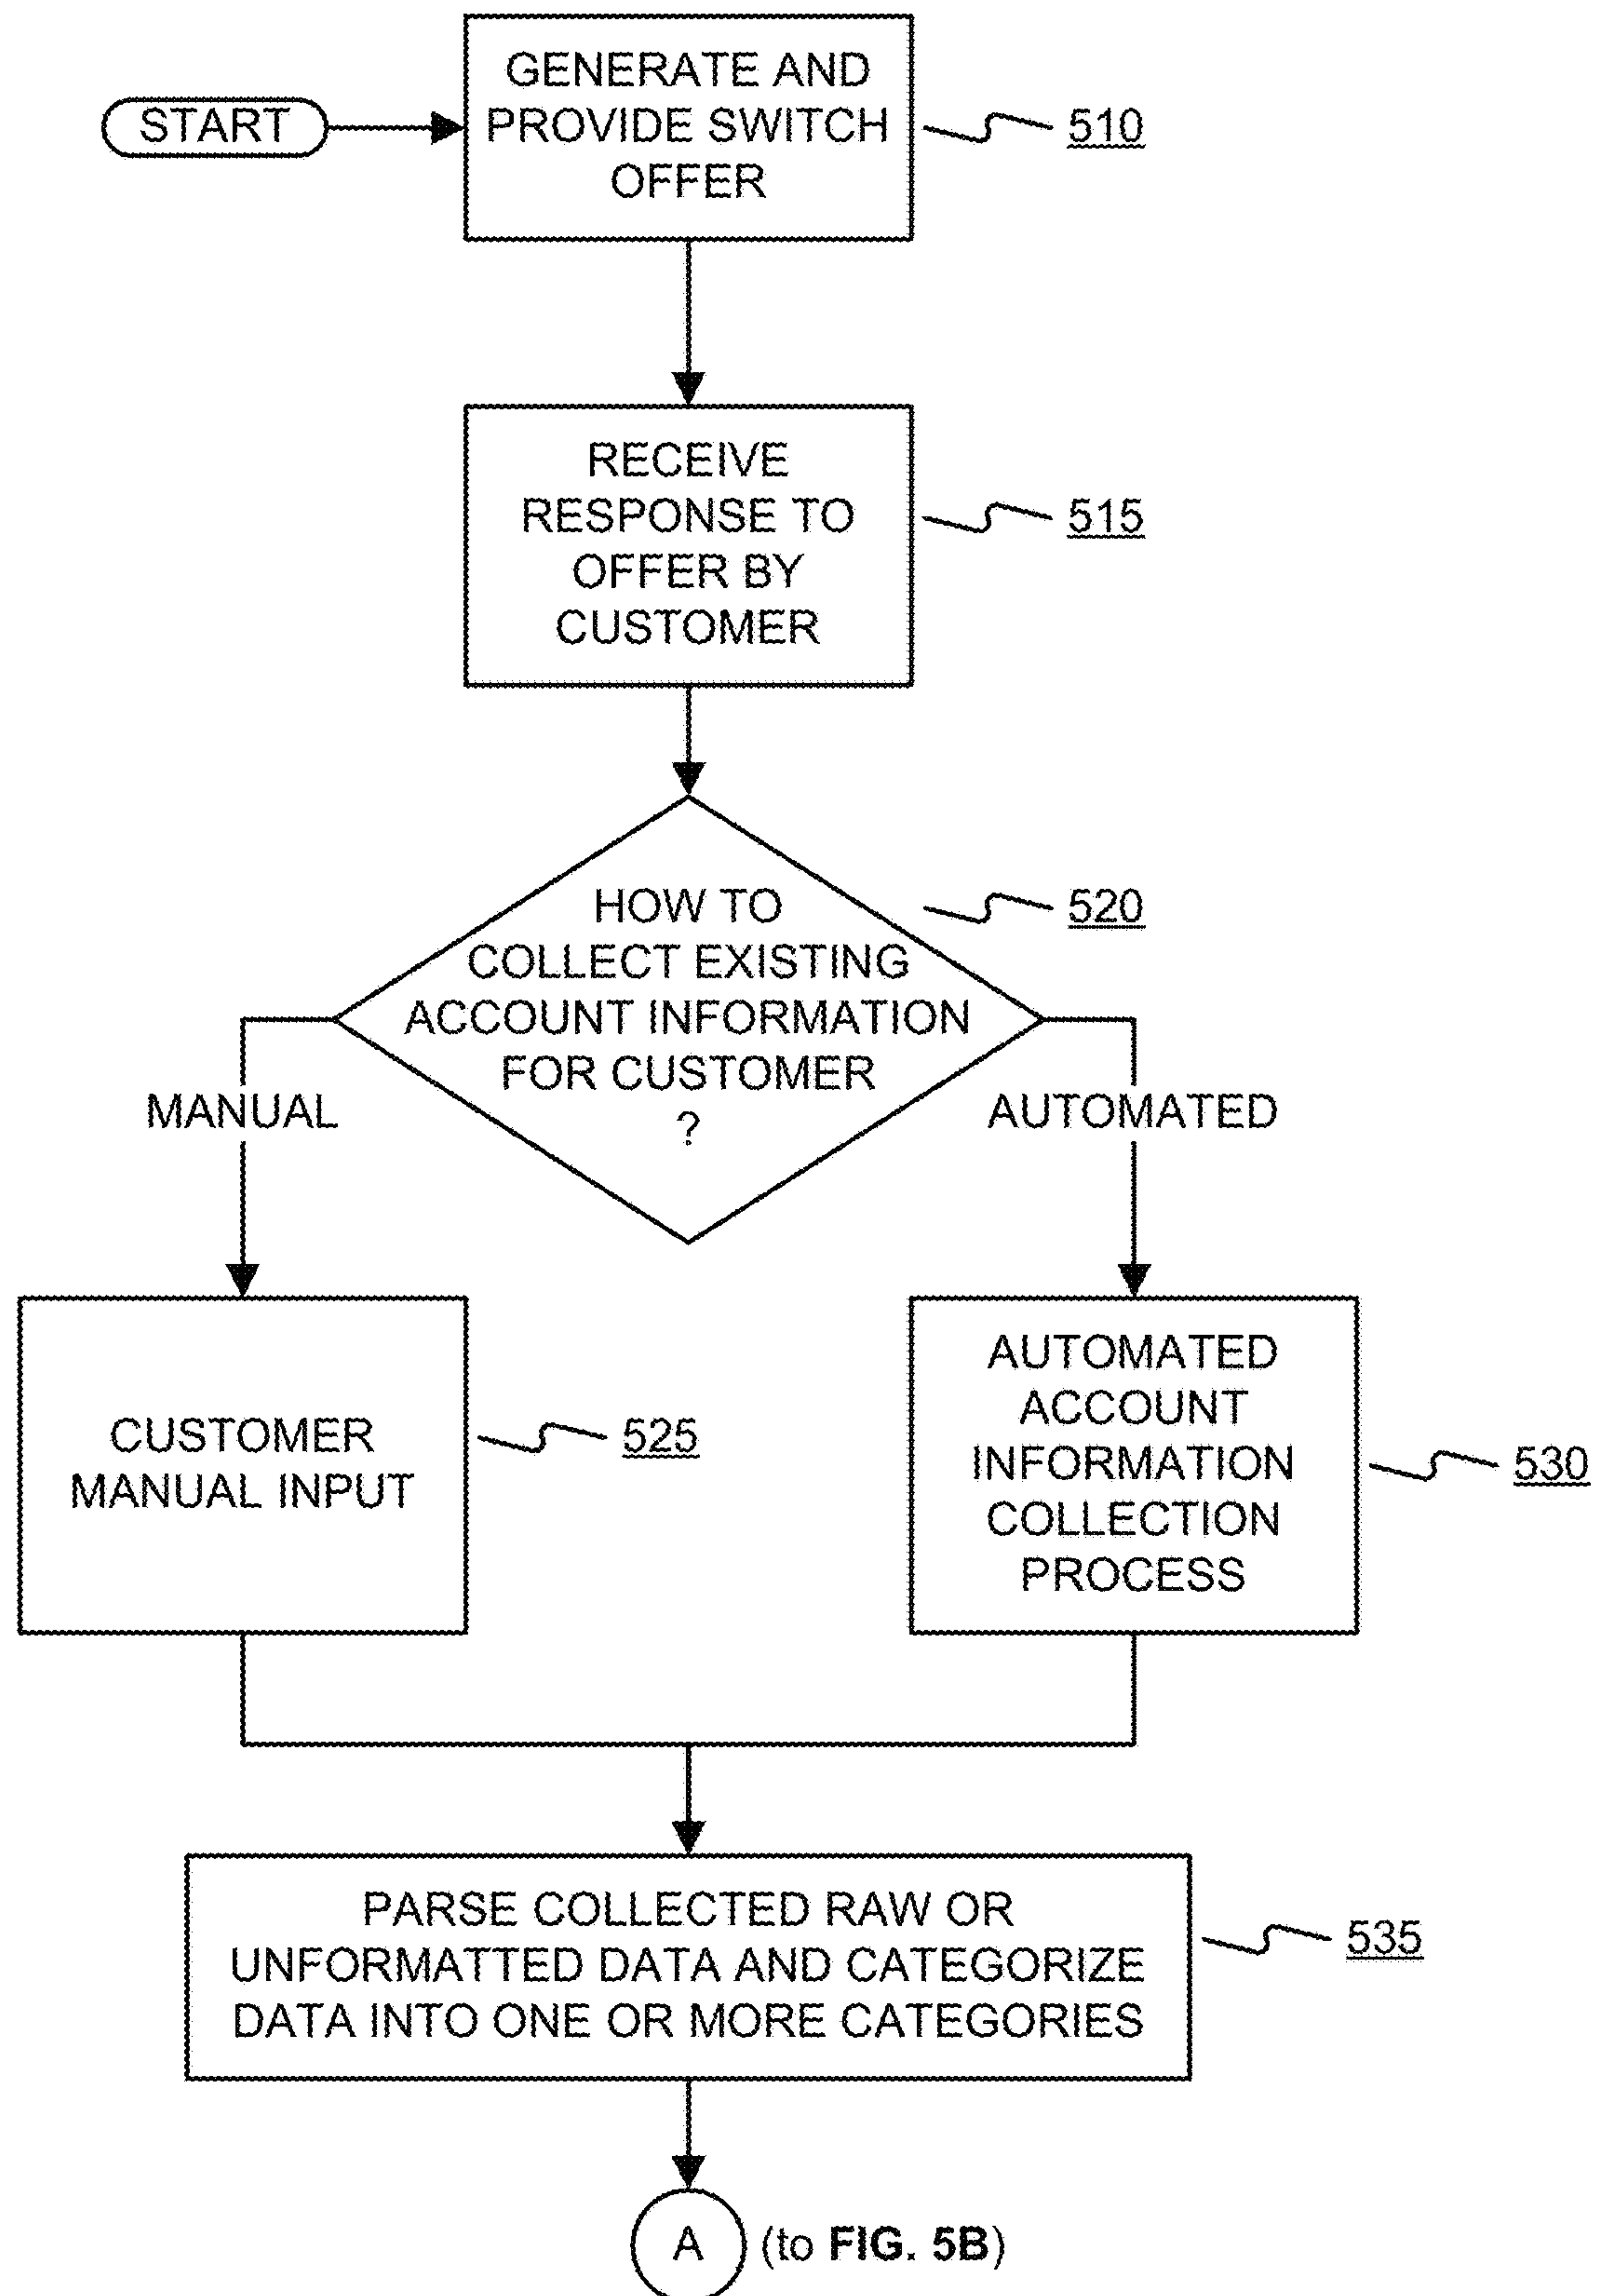 START
GENERATE AND
PROVIDE SWITCH
OFFER
510
RECEIVE
RESPONSE TO
OFFER BY
CUSTOMER
515
HOW TO
COLLECT EXISTING
ACCOUNT INFORMATION
FOR CUSTOMER
?
520
MANUAL
AUTOMATED
CUSTOMER
MANUAL INPUT
525
AUTOMATED
ACCOUNT
INFORMATION
COLLECTION
PROCESS
530
PARSE COLLECTED RAW OR
UNFORMATTED DATA AND CATEGORIZE
DATA INTO ONE OR MORE CATEGORIES
535
A (to FIG. 5B)